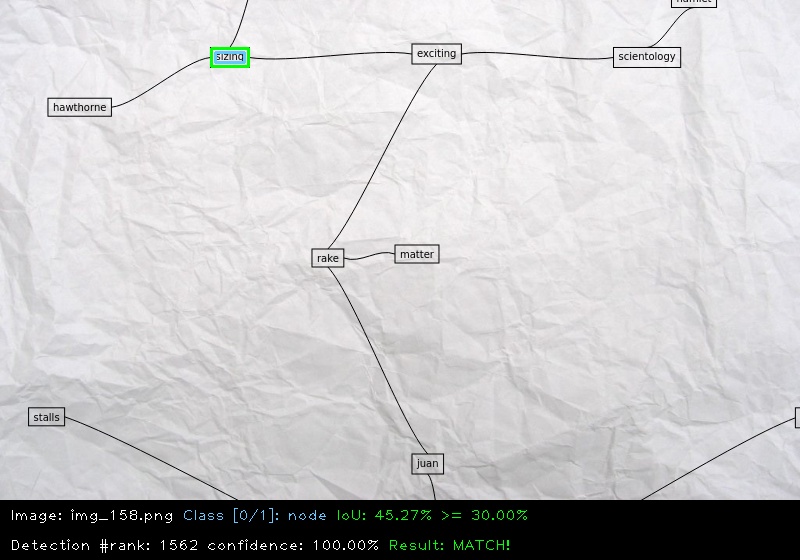 sizing
exciting
scientology
hawthorne
rake
matter
stalls
juan
Image: img_158.png Class [0/1]: node IoU: 45.27% >= 30.00%
Detection #rank: 1562 confidence: 100.00% Result: MATCH!